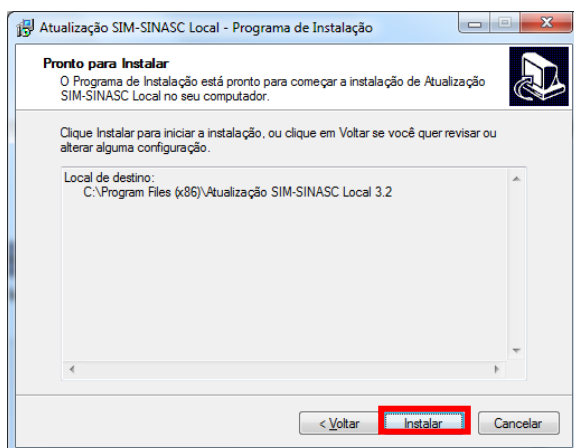 Atualização SIM-SINASC Local - Programa de Instalação
Pronto para Instalar
O Programa de Instalação está pronto para começar a instalação de Atualização
SIM-SINASC Local no seu computador.
Clique Instalar para iniciar a instalação, ou clique em Voltar se você quer revisar ou
alterar alguma configuração.
Local de destino:
C:\Program Files (x86)\Atualização SIM-SINASC Local 3.2
< Voltar Instalar Cancelar